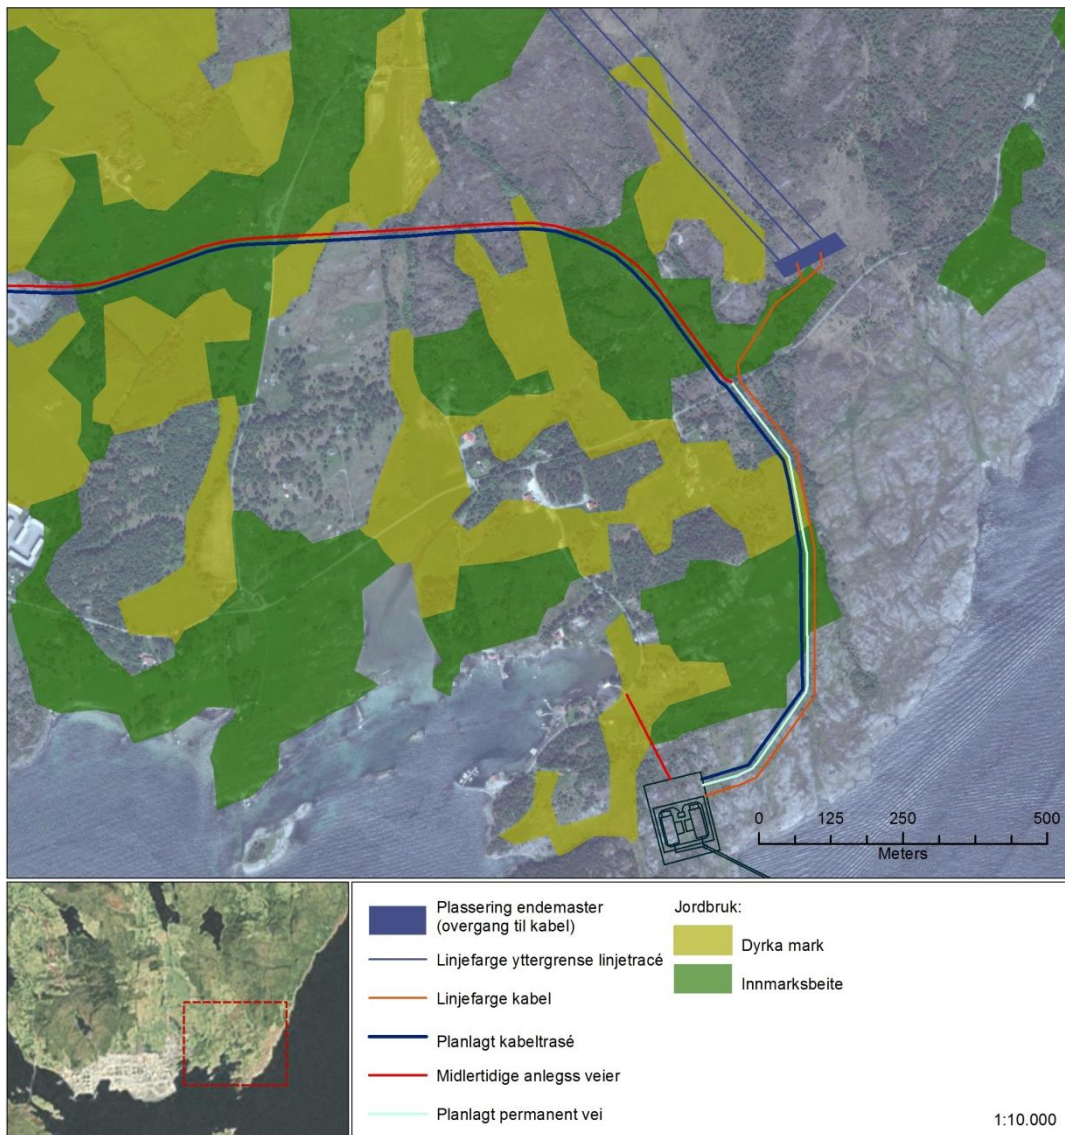 0 125 250 500
Meters
Plassering endemaster
(overgang til kabel)
Linjefarge yttergrense linjetracé
Linjefarge kabel
Planlagt kabeltrasé
Midlertidige anlegss veier
Planlagt permanent vei
Jordbruk:
Dyrka mark
Innmarksbeite
1:10.000